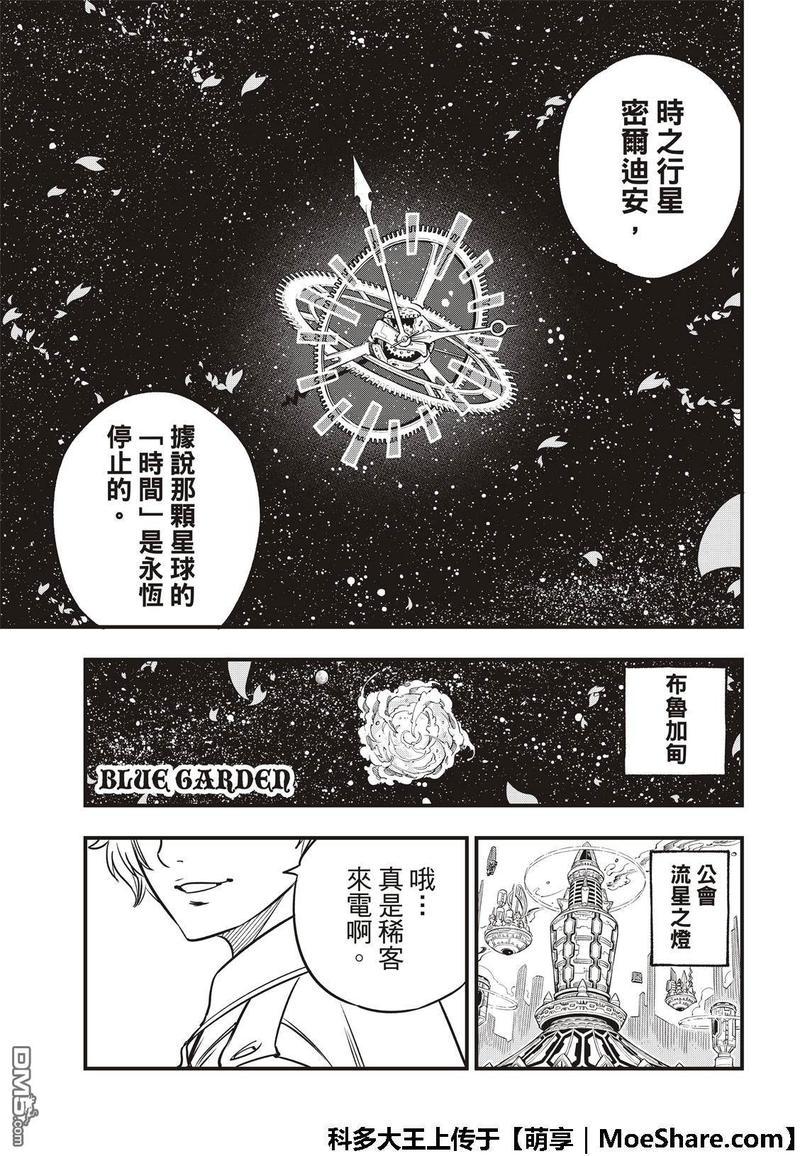 時之行星
密爾迪安，
據說那顆星球的
「時間」是永恆
停止的。
布魯加甸
BLUE GARDEN
公會
流星之燈
哦…
真是稀客
來電啊。
DM5.com
科多大王上传于【萌享｜MoeShare.com】